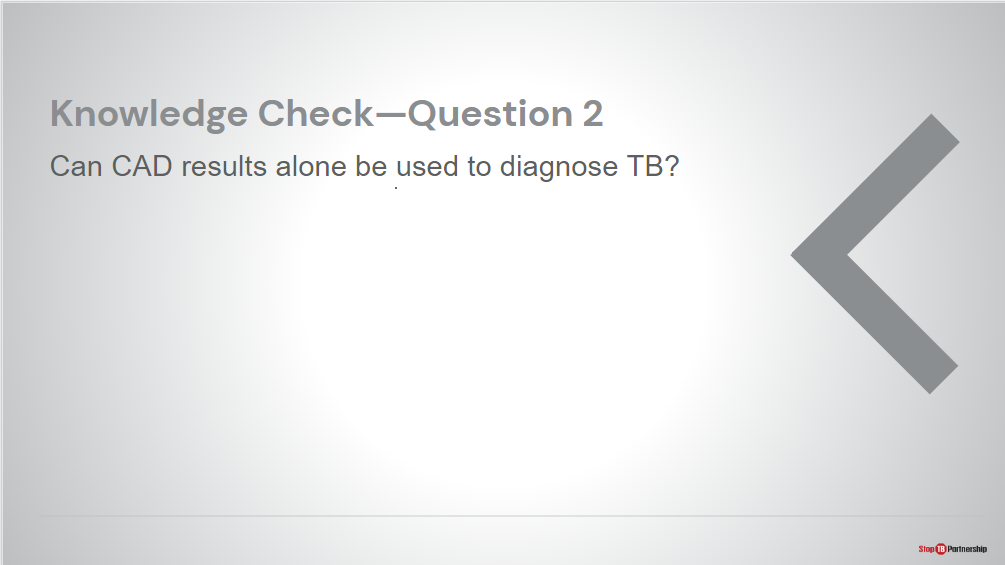 Knowledge Check—Question 2
Can CAD results alone be used to diagnose TB?
.
Stop TB Partnership